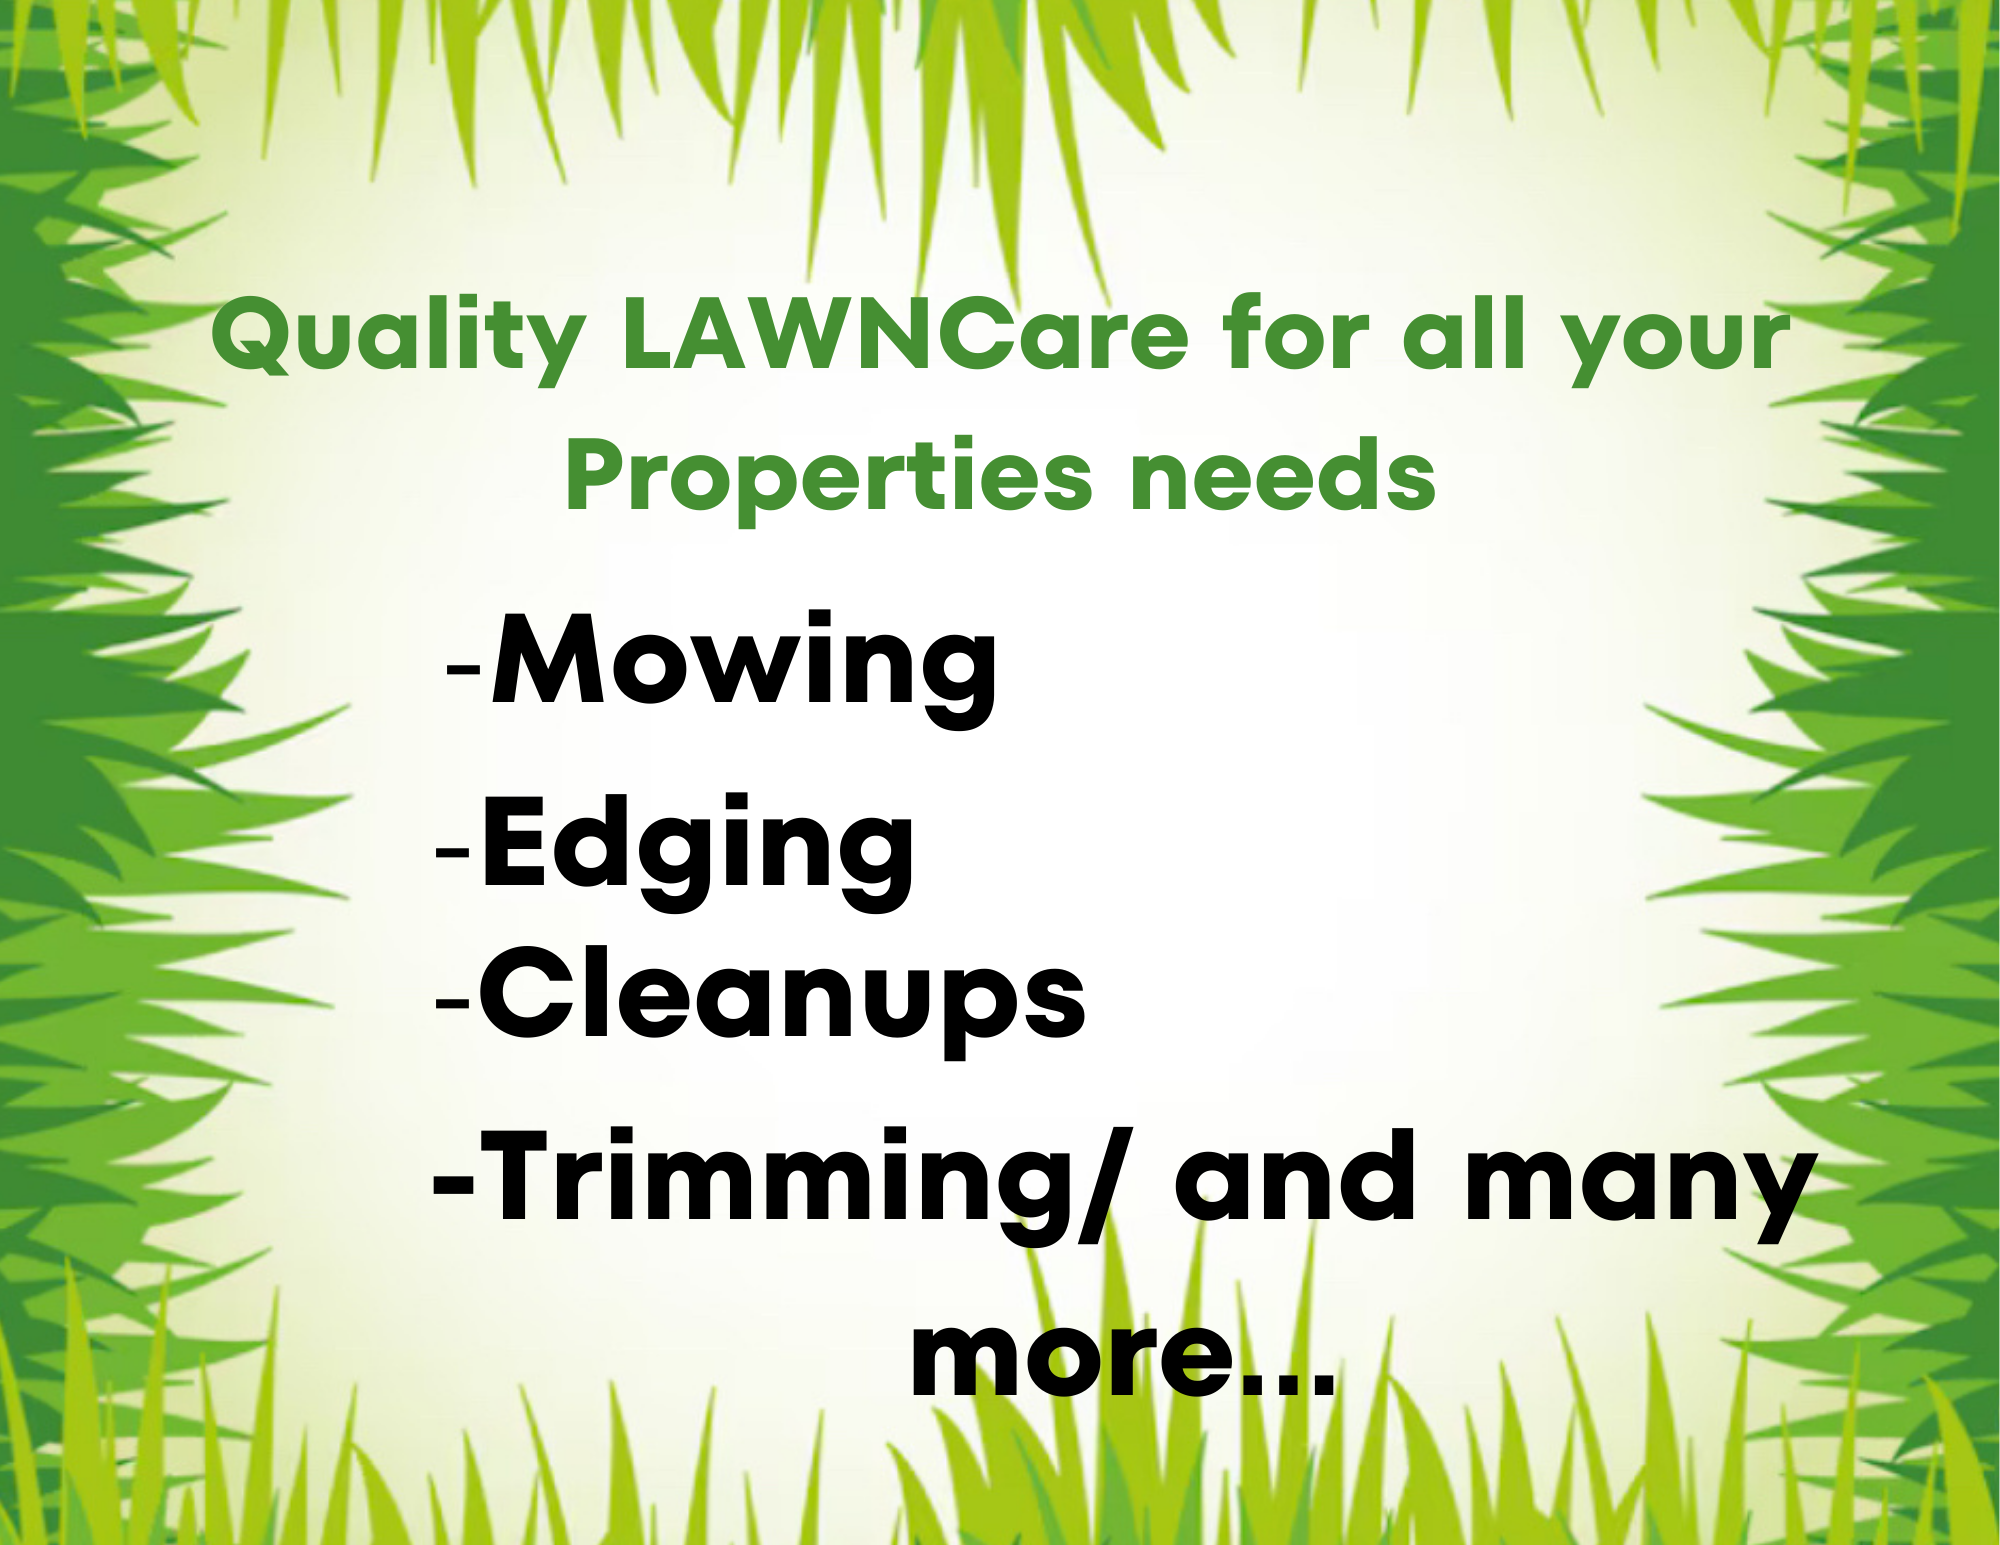 Quality LAWNCare for all your
Properties needs
-Mowing
-Edging
-Cleanups
-Trimming/ and many
more...